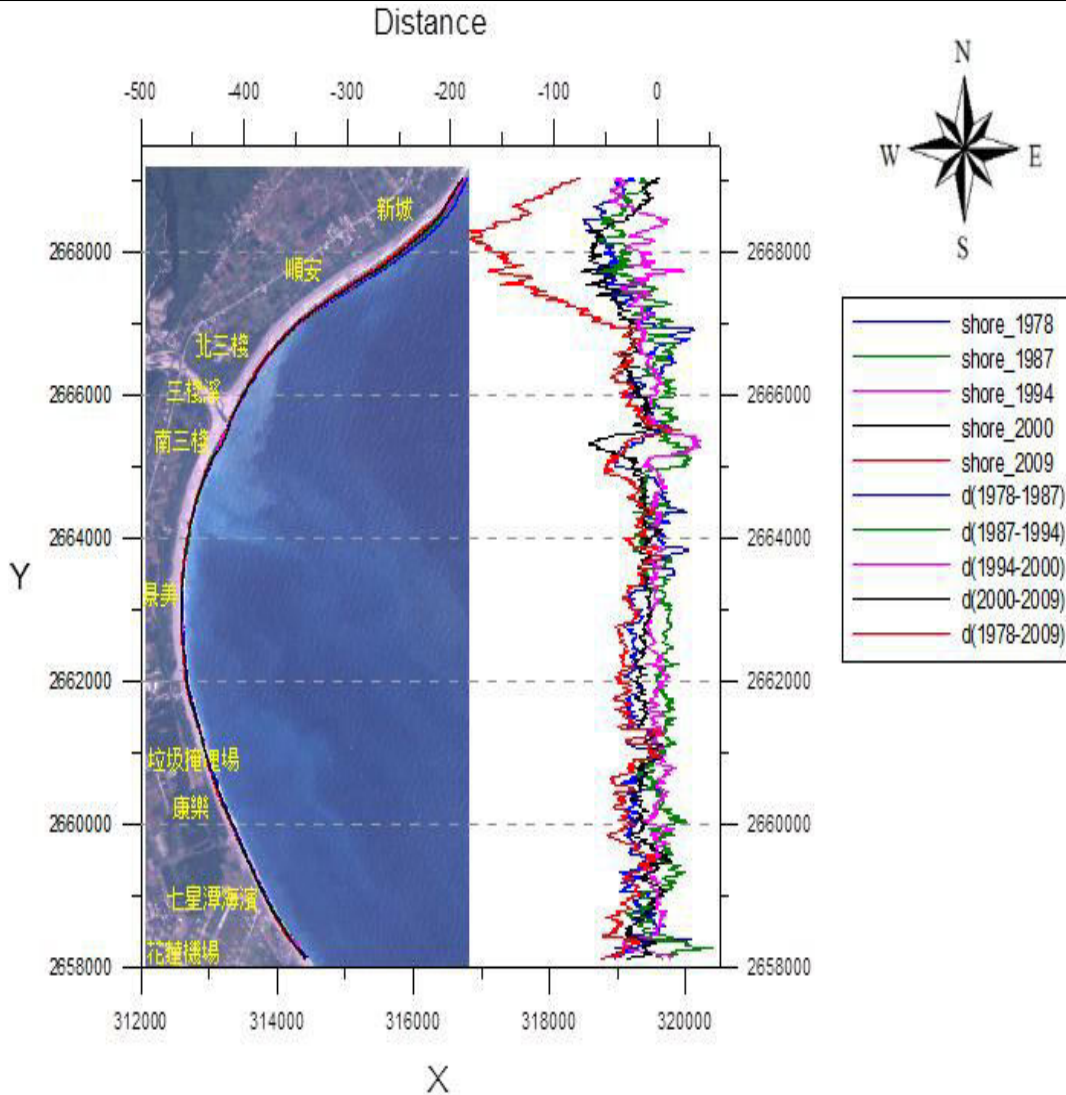 Distance
-500 -400 -300 -200 -100 0
N
W E
S
新城
順安
北三棧
三棧溪
南三棧
景美
垃圾掩埋場
康樂
七星潭海濱
花蓮機場
2668000
2666000
2664000
2662000
2660000
2658000
Y
2668000
2666000
2664000
2662000
2660000
2658000
312000 314000 316000 318000 320000
X
shore_1978
shore_1987
shore_1994
shore_2000
shore_2009
d(1978-1987)
d(1987-1994)
d(1994-2000)
d(2000-2009)
d(1978-2009)